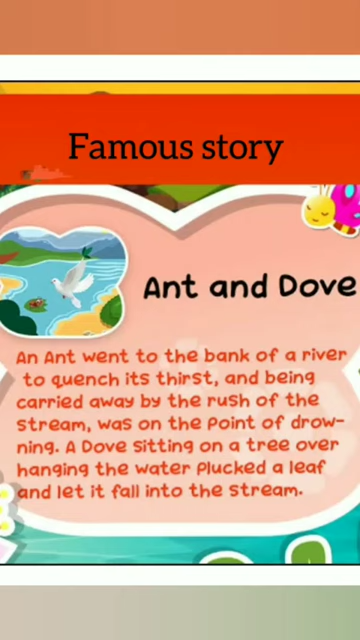 Famous story
Ant and Dove
An Ant went to the bank of a river
to quench its thirst, and being
carried away by the rush of the
stream, was on the point of drow-
ning. A Dove sitting on a tree over
hanging the water plucked a leaf
and let it fall into the stream.